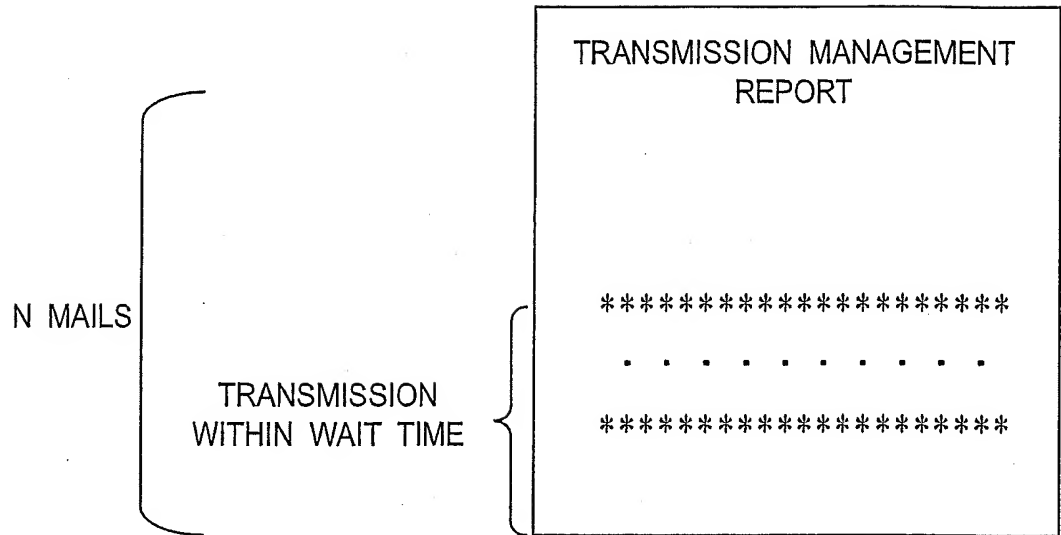 TRANSMISSION MANAGEMENT
REPORT
N MAILS
*********************
. . . . . . . . . .
TRANSMISSION
WITHIN WAIT TIME
*********************